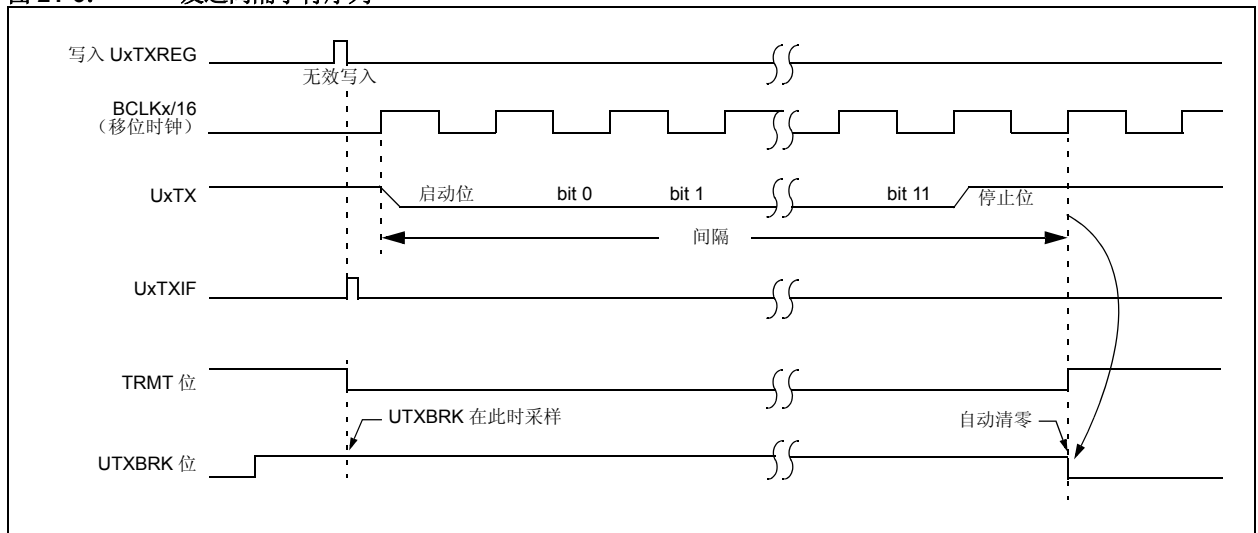 写入 UxTXREG
无效写入
BCLKx/16
（移位时钟）
UxTX
启动位
bit 0
bit 1
bit 11
停止位
间隔
UxTXIF
TRMT 位
UTXBRK 在此时采样
自动清零
UTXBRK 位